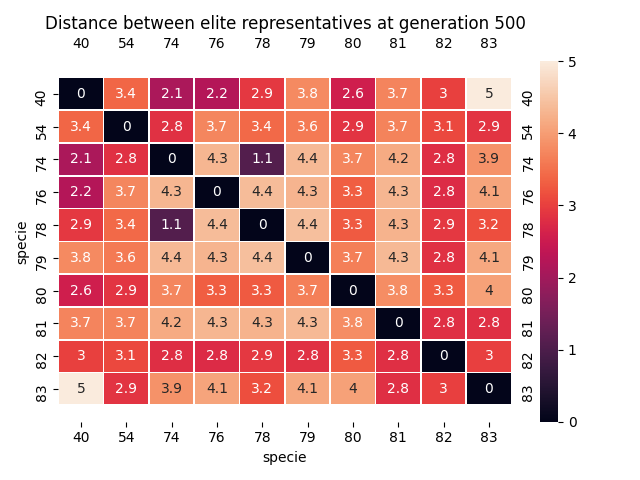 Distance between elite representatives at generation 500
40 54 74 76 78 79 80 81 82 83
5
40 0 3.4 2.1 2.2 2.9 3.8 2.6 3.7 3 5 40
54 3.4 0 2.8 3.7 3.4 3.6 2.9 3.7 3.1 2.9 54
4
74 2.1 2.8 0 4.3 1.1 4.4 3.7 4.2 2.8 3.9 74
76 2.2 3.7 4.3 0 4.4 4.3 3.3 4.3 2.8 4.1 76
3
specie
78 2.9 3.4 1.1 4.4 0 4.4 3.3 4.3 2.9 3.2 78
79 3.8 3.6 4.4 4.3 4.4 0 3.7 4.3 2.8 4.1 79
2
80 2.6 2.9 3.7 3.3 3.3 3.7 0 3.8 3.3 4 80
81 3.7 3.7 4.2 4.3 4.3 4.3 3.8 0 2.8 2.8 81
1
82 3 3.1 2.8 2.8 2.9 2.8 3.3 2.8 0 3 82
83 5 2.9 3.9 4.1 3.2 4.1 4 2.8 3 0 83
0
40 54 74 76 78 79 80 81 82 83
specie